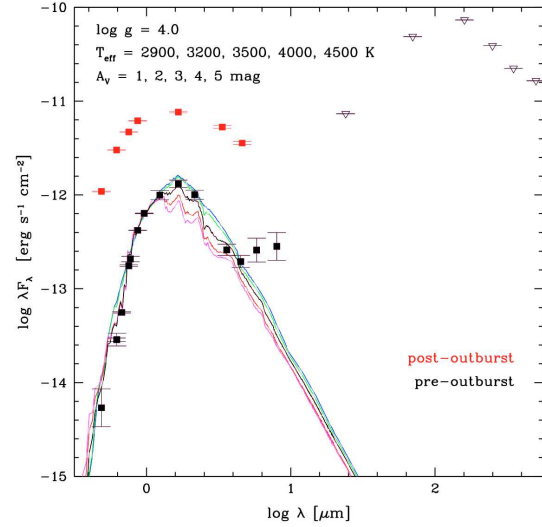 -10
log g = 4.0
T_eff = 2900, 3200, 3500, 4000, 4500 K
A_V = 1, 2, 3, 4, 5 mag
-11
-12
log λF_λ [erg s⁻¹ cm⁻²]
-13
post-outburst
pre-outburst
-14
-15
0 1 2
log λ [μm]